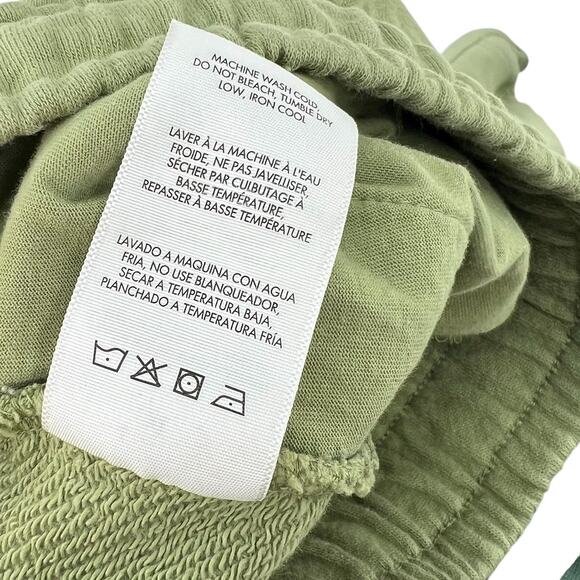 MACHINE WASH COLD,
DO NOT BLEACH, TUMBLE DRY
LOW, IRON COOL
LAVER À LA MACHINE À L'EAU
FROIDE, NE PAS JAVELLISER,
SÉCHER PAR CULBUTAGE À
BASSE TEMPÉRATURE,
REPASSER À BASSE TEMPÉRATURE
LAVADO A MAQUINA CON AGUA
FRIA, NO USE BLANQUEADOR,
SECAR A TEMPERATURA BAJA,
PLANCHADO A TEMPERATURA FRÍA